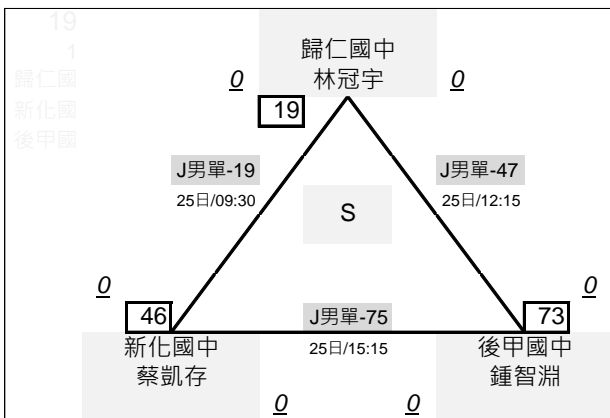 19
1
歸仁國
新化國
後甲國
歸仁國中
林冠宇
0
0
19
J男單-19
25日/09:30
J男單-47
25日/12:15
S
0
0
46
J男單-75
73
新化國中
蔡凱存
25日/15:15
後甲國中
鍾智淵
0
0